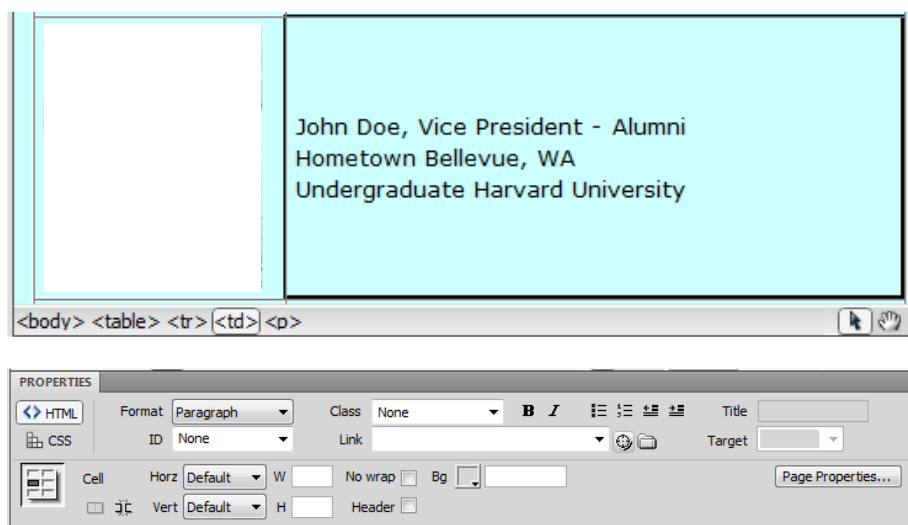 John Doe, Vice President - Alumni
Hometown Bellevue, WA
Undergraduate Harvard University
<body> <table> <tr> <td> <p>
PROPERTIES
<> HTML Format Paragraph Class None B I Title
CSS ID None Link Target
Cell Horz Default W No wrap Bg Page Properties...
Vert Default H Header